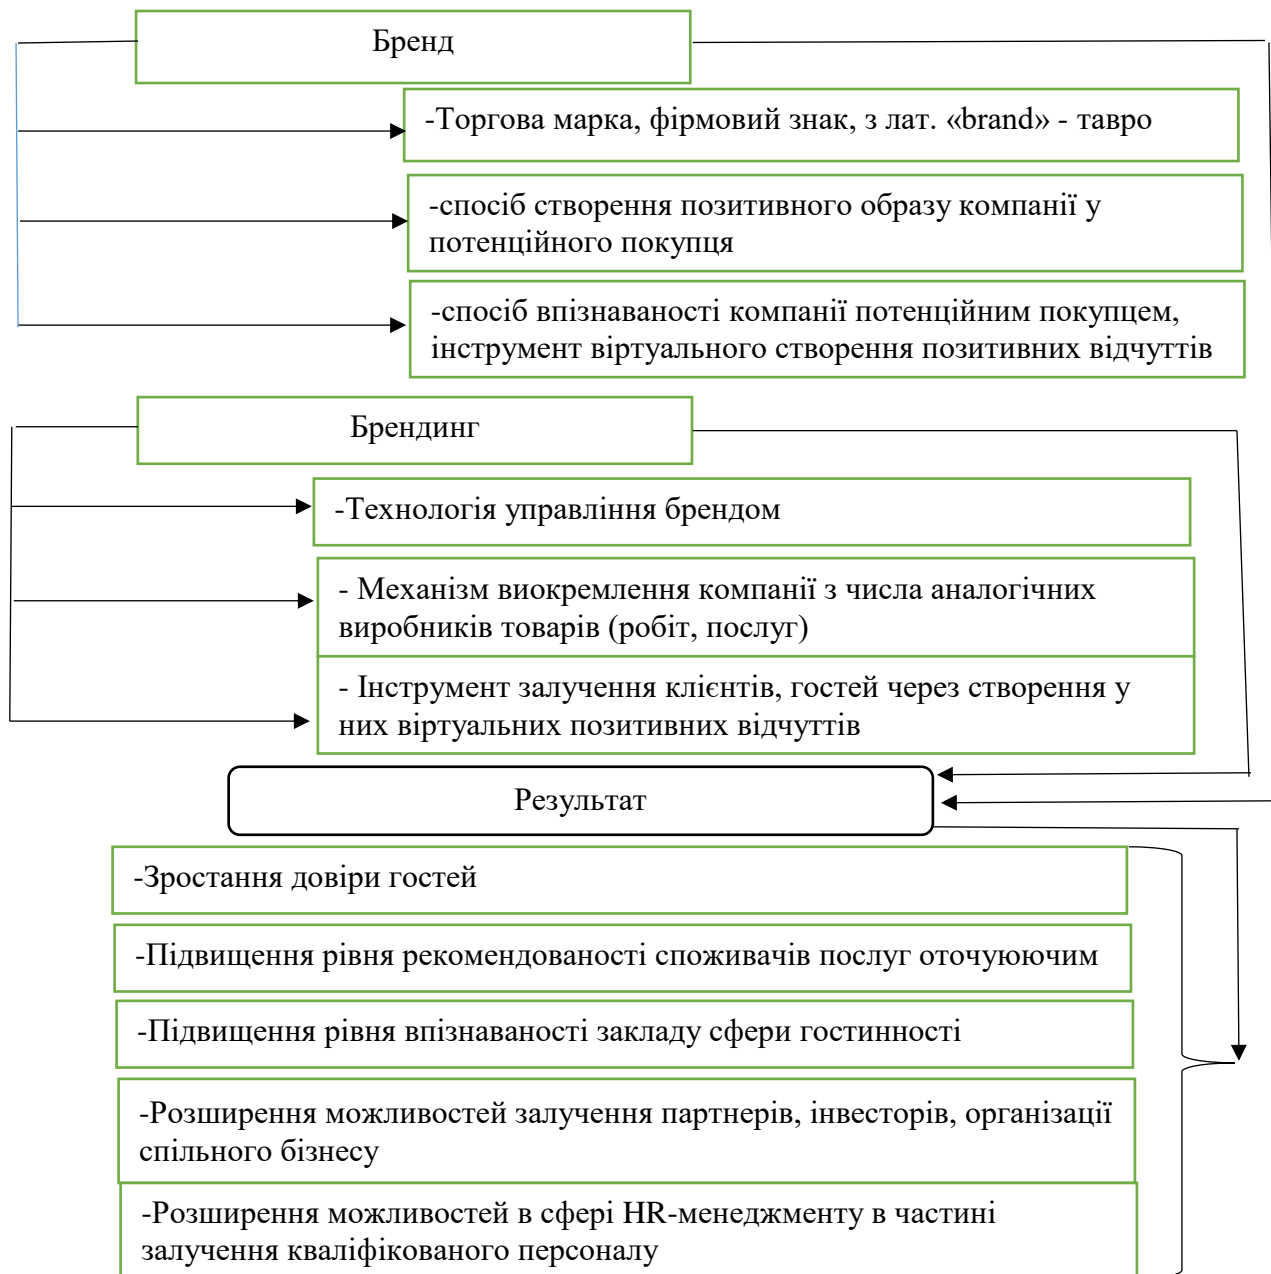 Бренд
-Торгова марка, фірмовий знак, з лат. «brand» - тавро
-спосіб створення позитивного образу компанії у
потенційного покупця
-спосіб впізнаваності компанії потенційним покупцем,
інструмент віртуального створення позитивних відчуттів
Брендинг
-Технологія управління брендом
- Механізм виокремлення компанії з числа аналогічних
виробників товарів (робіт, послуг)
- Інструмент залучення клієнтів, гостей через створення у
них віртуальних позитивних відчуттів
Результат
-Зростання довіри гостей
-Підвищення рівня рекомендованості споживачів послуг оточуюючим
-Підвищення рівня впізнаваності закладу сфери гостинності
-Розширення можливостей залучення партнерів, інвесторів, організації
спільного бізнесу
-Розширення можливостей в сфері HR-менеджменту в частині
залучення кваліфікованого персоналу